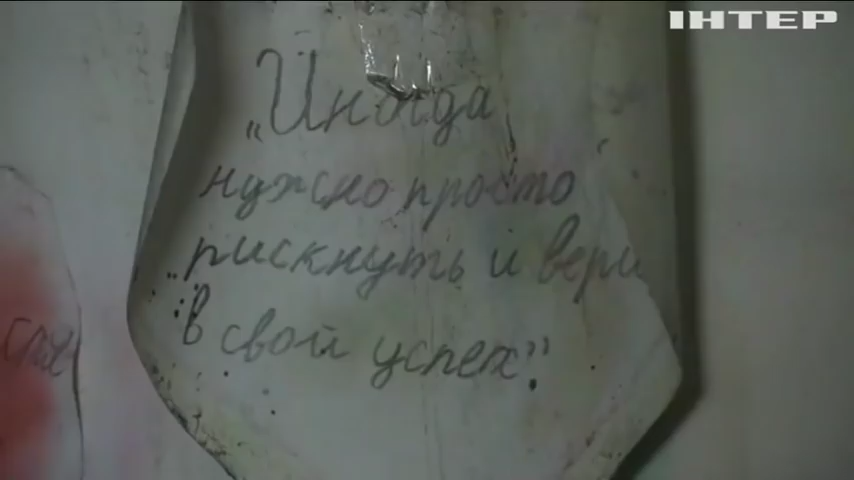 ІНТЕР
„Иногда
нужно просто
рискнуть и вери
в свой успех”.